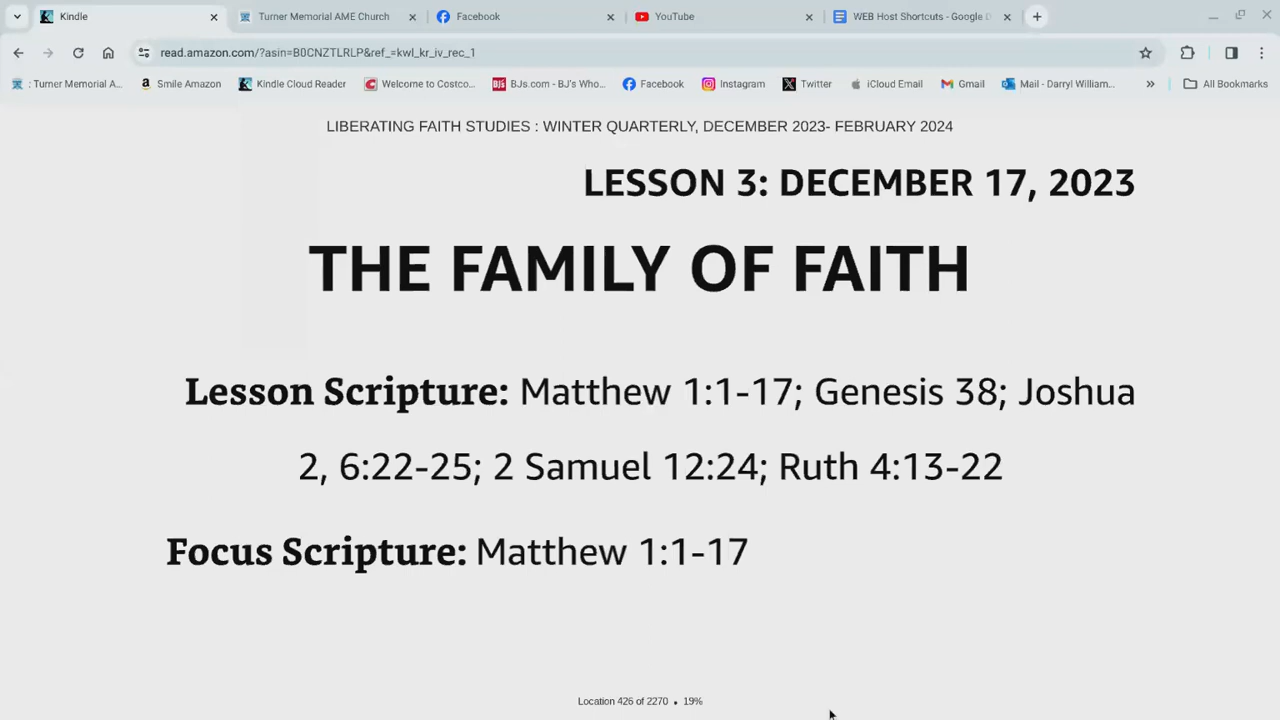 Kindle
Turner Memorial AME Church
Facebook
YouTube
WEB Host Shortcuts - Google D
read.amazon.com/?asin=B0CNZTLRLP&ref_=kwl_kr_iv_rec_1
: Turner Memorial A...
Smile Amazon
Kindle Cloud Reader
Welcome to Costco...
BJs.com - BJ's Who...
Facebook
Instagram
Twitter
iCloud Email
Gmail
Mail - Darryl William...
All Bookmarks
LIBERATING FAITH STUDIES : WINTER QUARTERLY, DECEMBER 2023- FEBRUARY 2024
LESSON 3: DECEMBER 17, 2023
THE FAMILY OF FAITH
Lesson Scripture: Matthew 1:1-17; Genesis 38; Joshua
2, 6:22-25; 2 Samuel 12:24; Ruth 4:13-22
Focus Scripture: Matthew 1:1-17
Location 426 of 2270 • 19%